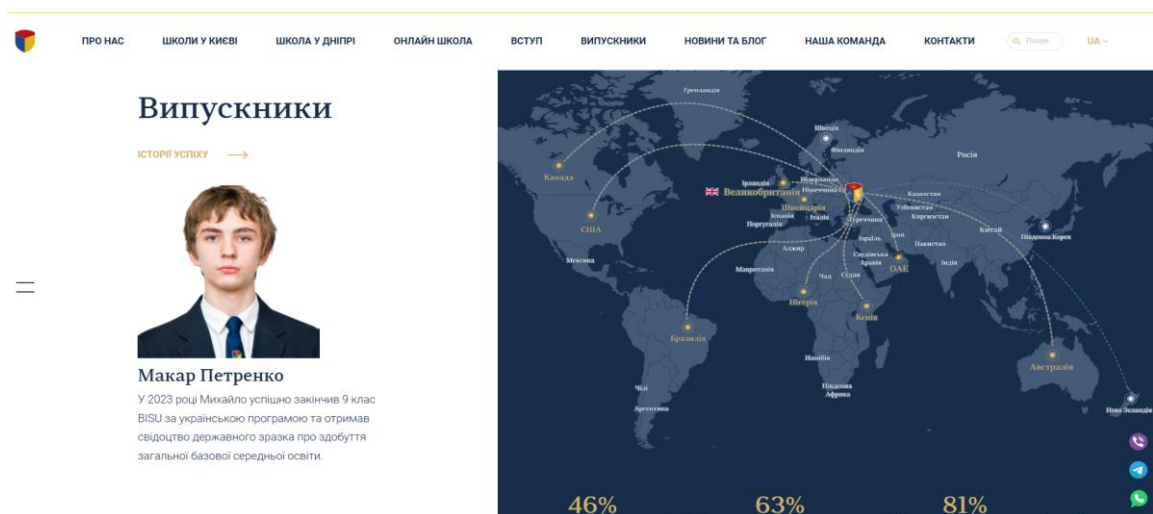 ПРО НАС
ШКОЛИ У КИЄВІ
ШКОЛА У ДНІПРІ
ОНЛАЙН ШКОЛА
ВСТУП
ВИПУСКНИКИ
НОВИНИ ТА БЛОГ
НАША КОМАНДА
КОНТАКТИ
Пошук
UA
Випускники
ІСТОРІЇ УСПІХУ
Макар Петренко
У 2023 році Михайло успішно закінчив 9 клас
BISU за українською програмою та отримав
свідоцтво державного зразка про здобуття
загальної базової середньої освіти.
Гренландія
Швеція
Фінляндія
Росія
Канада
Ірландія
Нідерланди
Великобританія
Німеччина
Швейцарія
Казахстан
Узбекистан
Киргизстан
США
Іспанія
Італія
Португалія
Туреччина
Китай
Південна Корея
Ізраїль
Іран
Пакистан
Алжир
Саудівська
Аравія
ОАЕ
Індія
Мексика
Мавританія
Чад
Судан
Нігерія
Кенія
Бразилія
Намібія
Австралія
Чілі
Південна
Африка
Аргентина
Нова Зеландія
46%
63%
81%